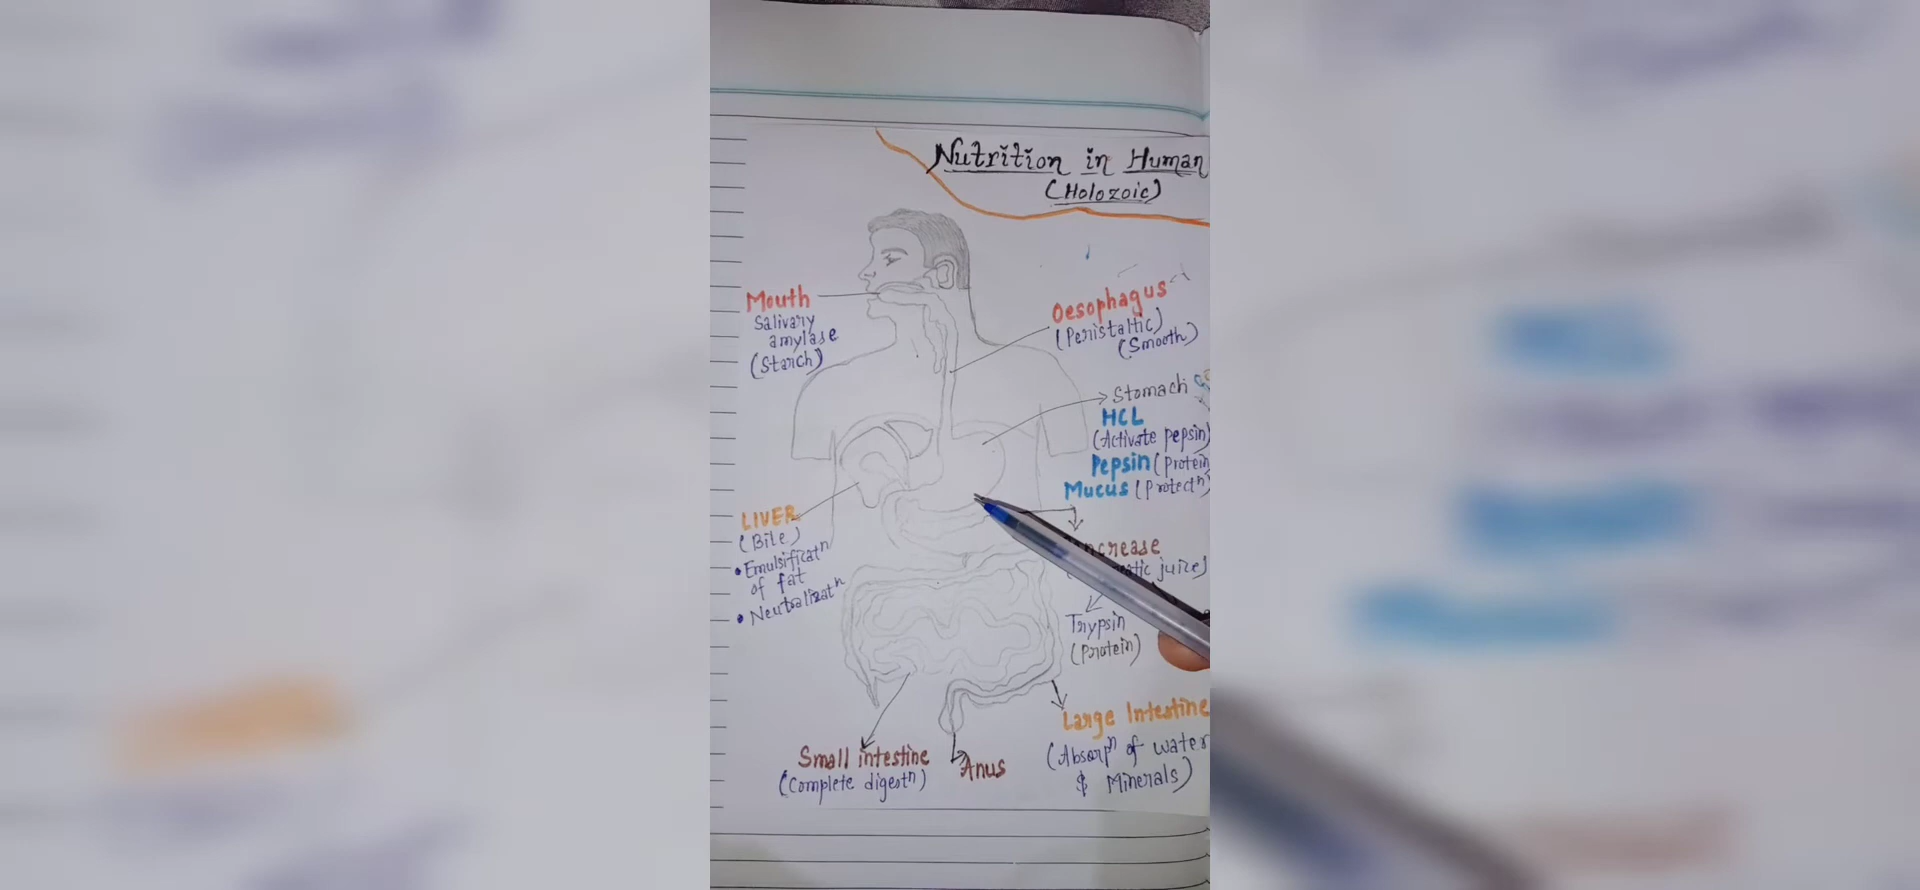 Nutrition in Human
(Holozoic)
Mouth
Salivary
amylase
(Starch)
Oesophagus
(Peristaltic)
(Smooth)
Stomach
HCL
(Activate pepsin)
Pepsin (Protein
Mucus (Protectⁿ)
LIVER
(Bile)
• Emulsificatⁿ
of fat
• Neutralizatⁿ
juice)
Trypsin
(Protein)
Large Intestine
(Absorpⁿ of water
& Minerals)
Small intestine
(Complete digestⁿ)
Anus